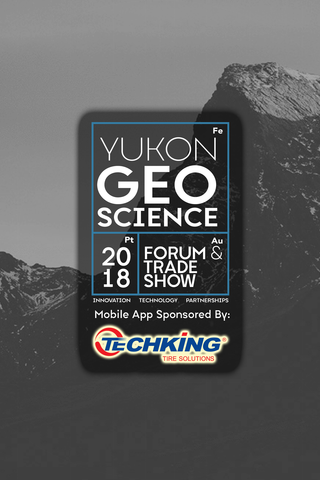 Fe
YUKON
GEO
SCIENCE
Pt
Au
20
18
FORUM &
TRADE
SHOW
INNOVATION TECHNOLOGY PARTNERSHIPS
Mobile App Sponsored By:
TECHKING
TIRE SOLUTIONS